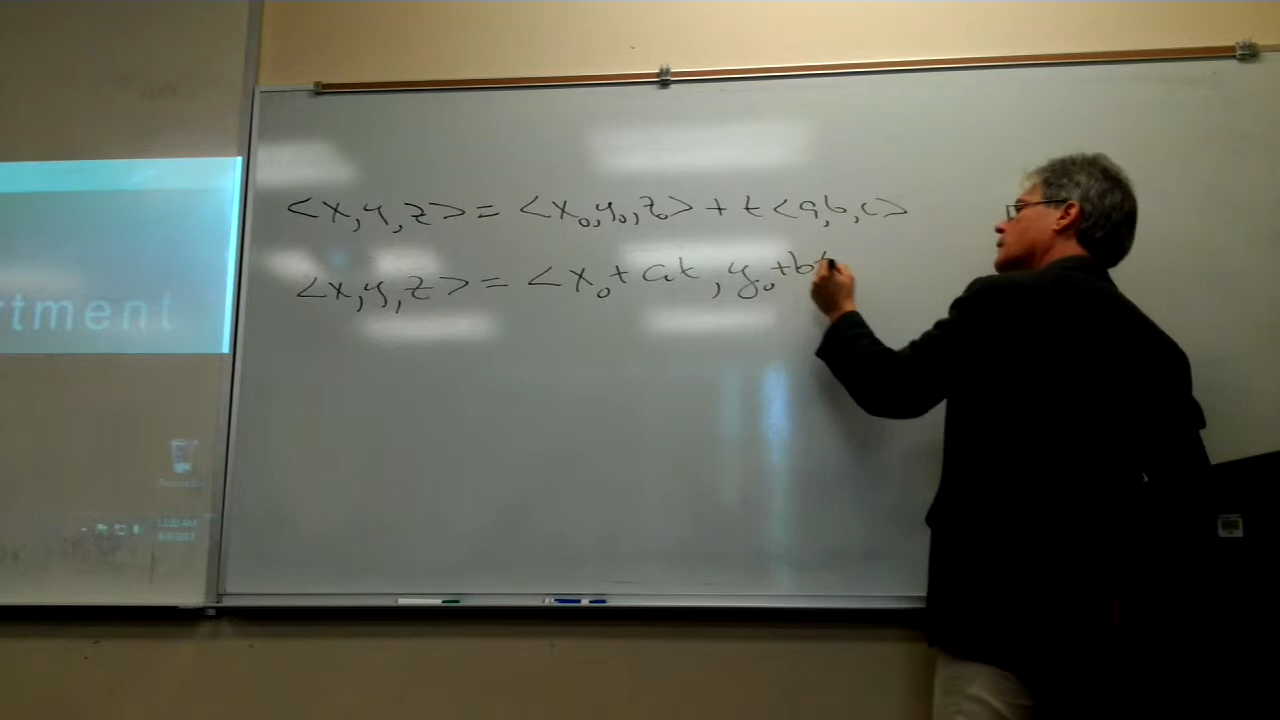 <x,y,z> = <x₀,y₀,z₀> + t<a,b,c>
<x,y,z> = <x₀+at, y₀+bt
rtment